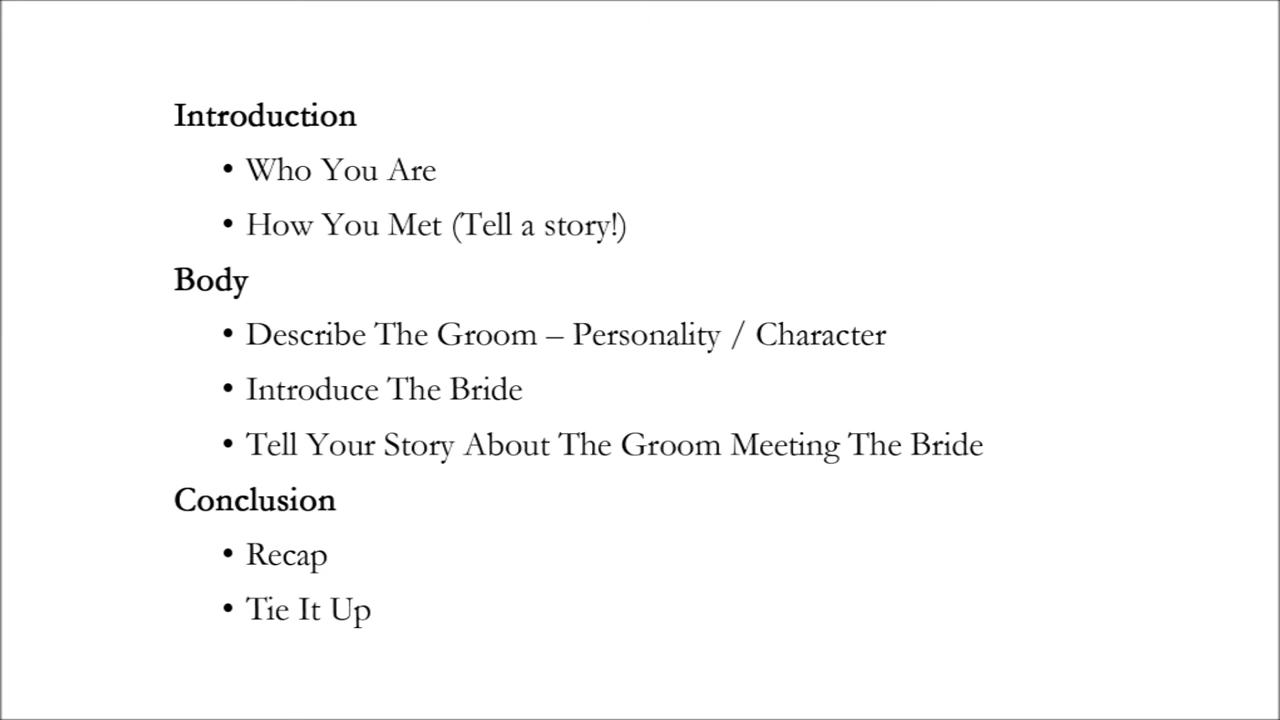 Introduction
• Who You Are
• How You Met (Tell a story!)
Body
• Describe The Groom – Personality / Character
• Introduce The Bride
• Tell Your Story About The Groom Meeting The Bride
Conclusion
• Recap
• Tie It Up